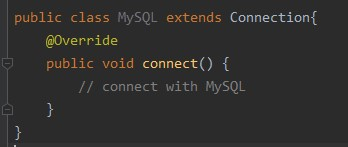 public class MySQL extends Connection{
@Override
public void connect() {
// connect with MySQL
}
}